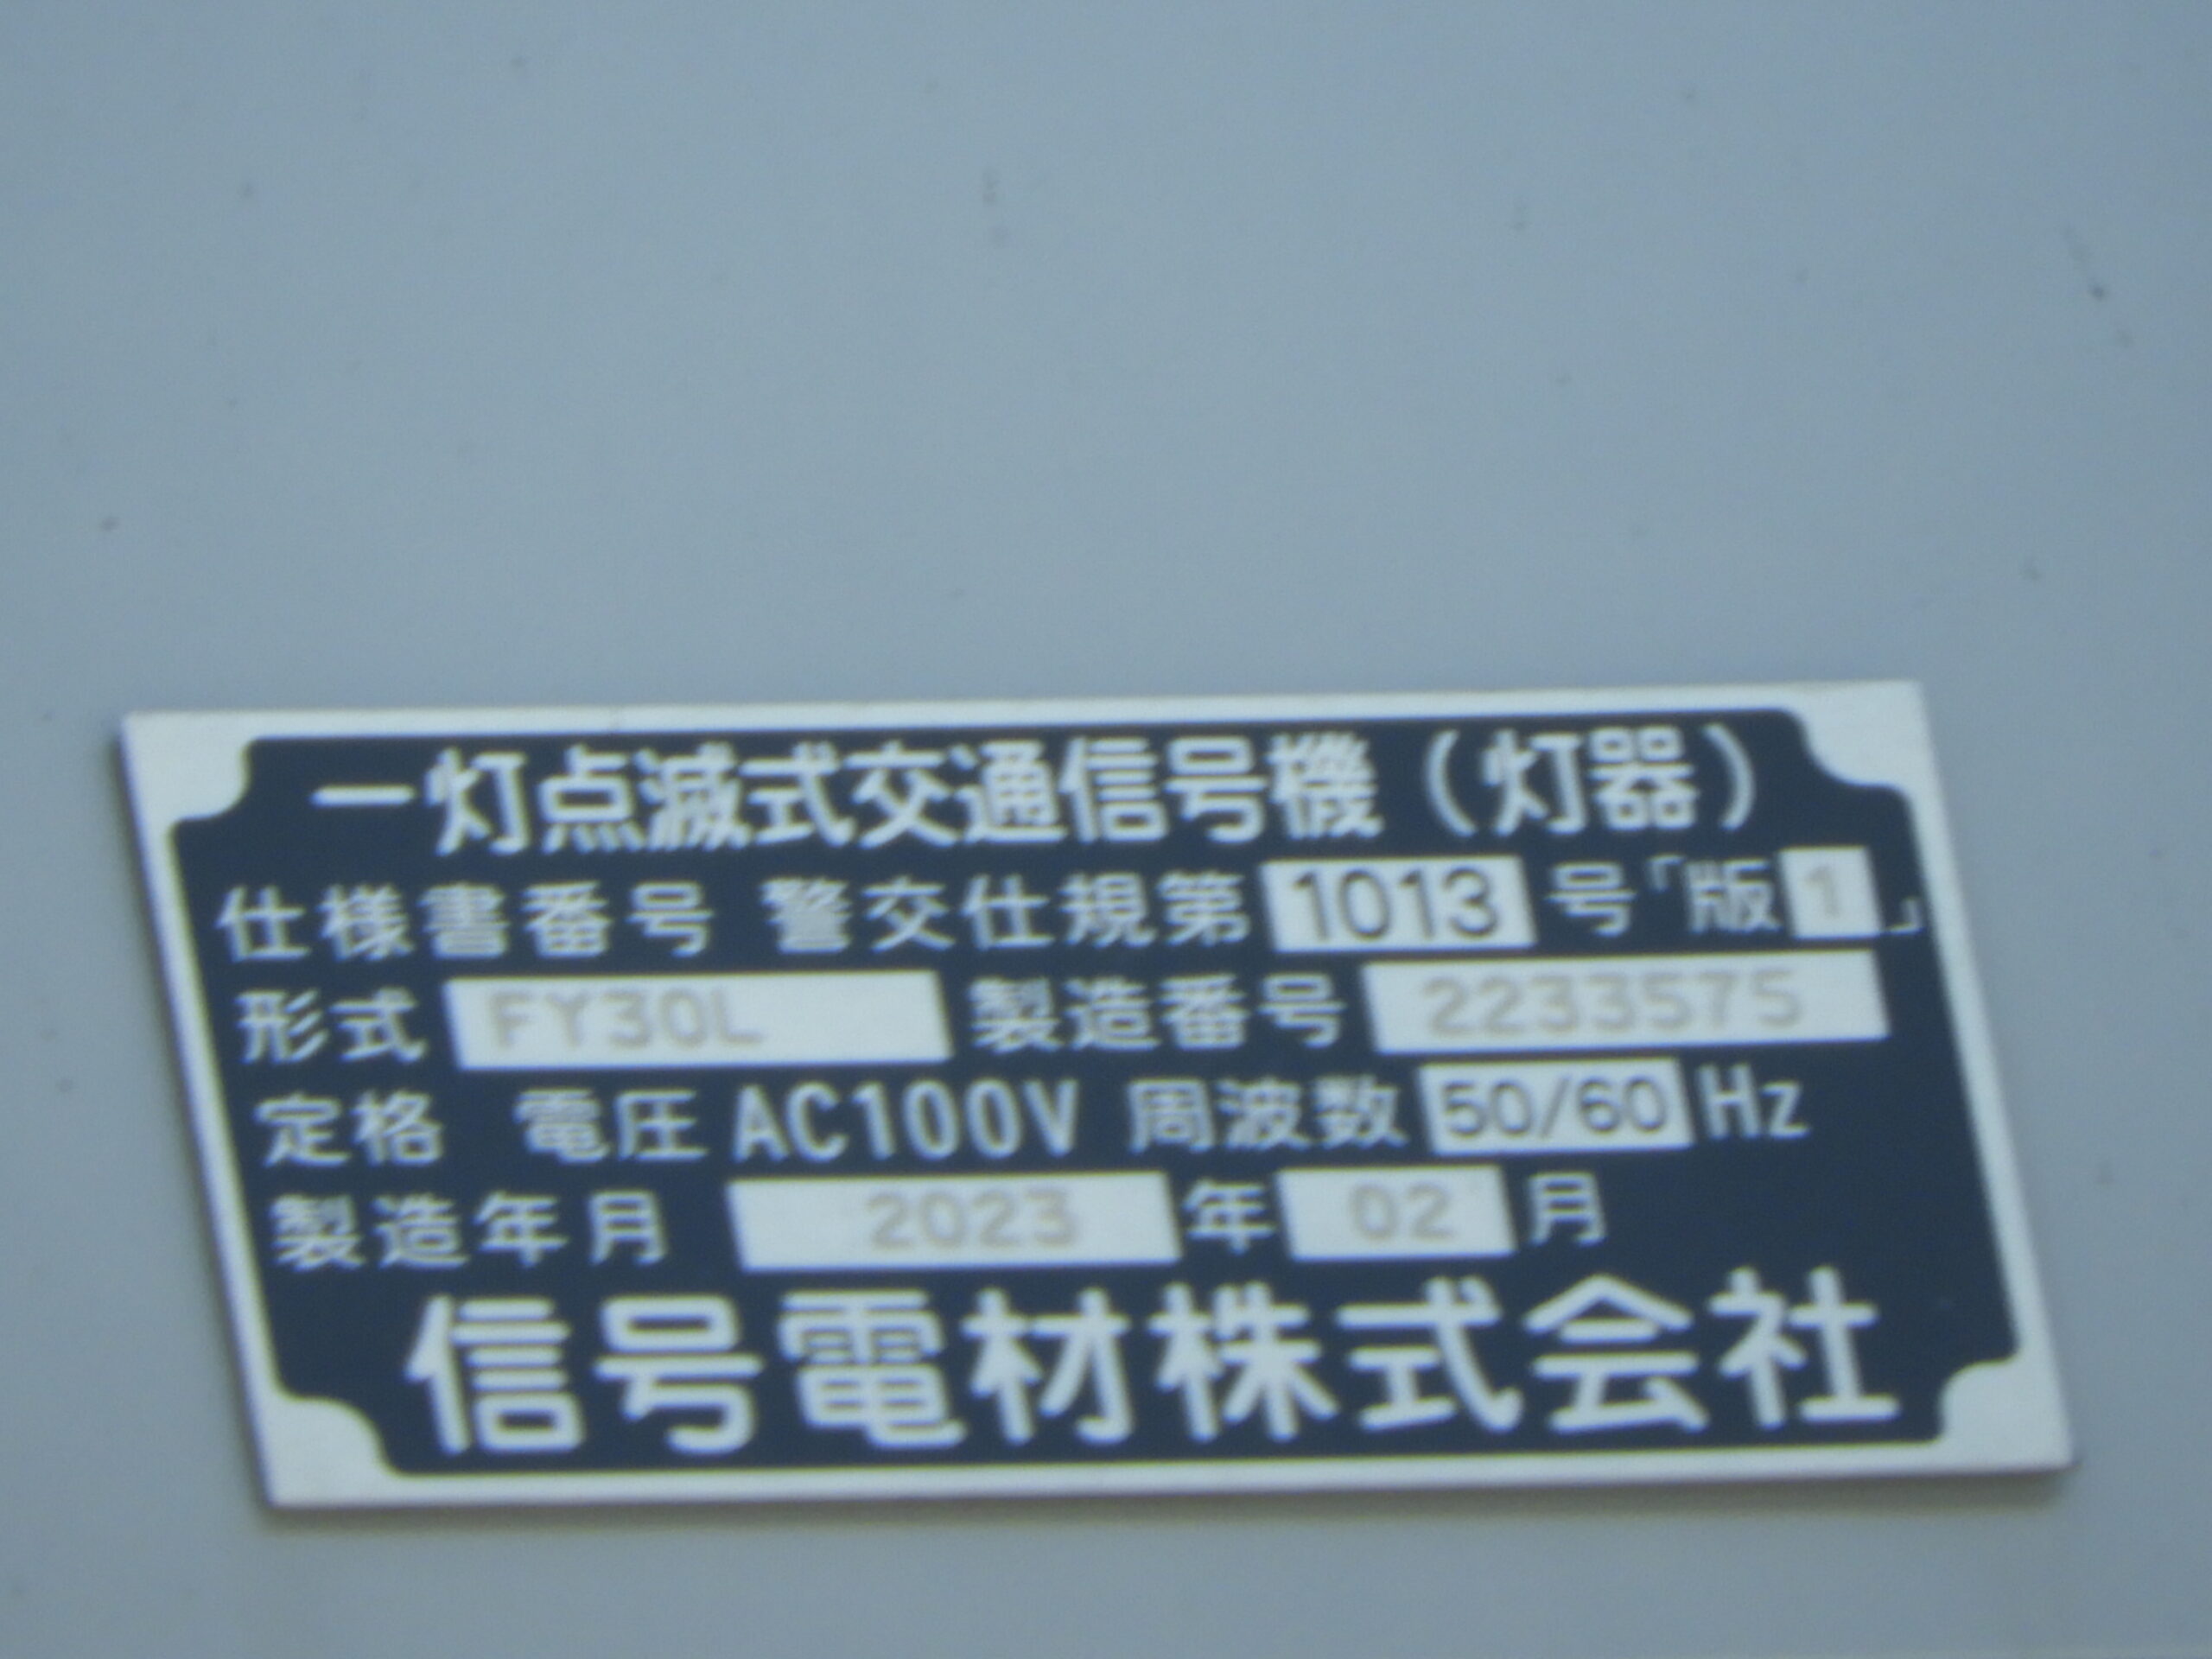 一灯点滅式交通信号機(灯器)
仕様書番号 警交仕規第 1013 号「版 1 」
形式 FY30L 製造番号 2233575
定格 電圧 AC100V 周波数 50/60 Hz
製造年月 2023 年 02 月
信号電材株式会社